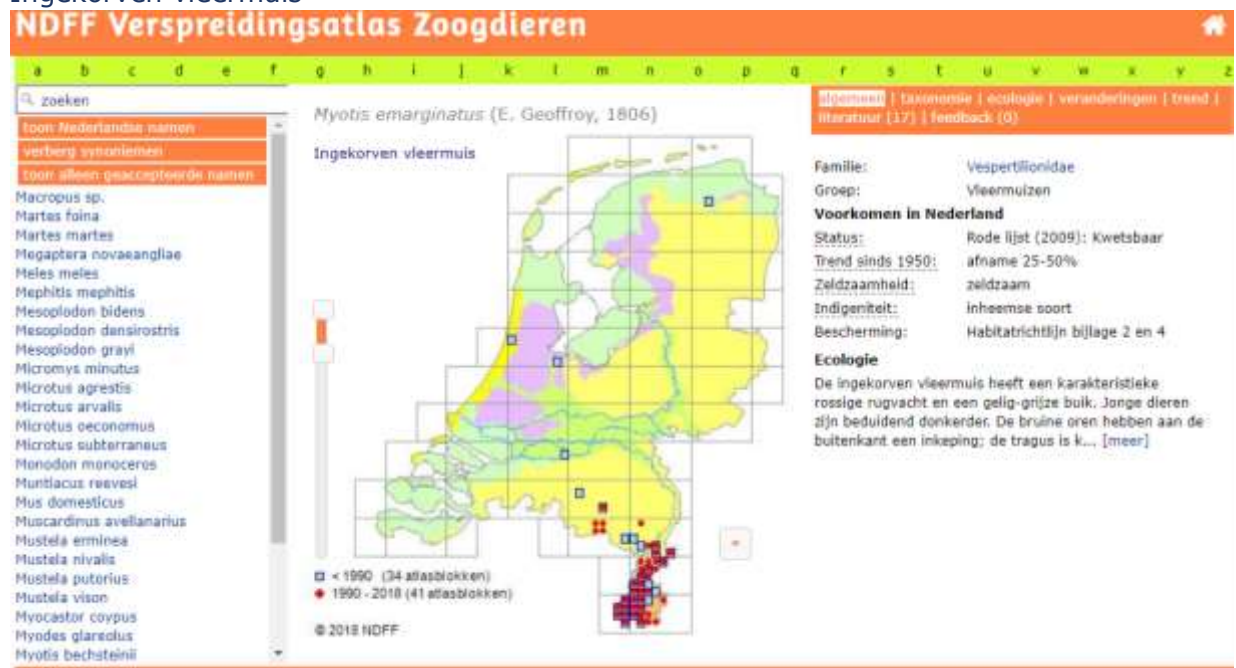 Ingekorven vleermuis
NDFF Verspreidingsatlas Zoogdieren
a b c d e f g h i j k l m n o p q r s t u v w x y z
zoeken
toon Nederlandse namen
verberg synoniemen
toon alleen geaccepteerde namen
Macropus sp.
Martes foina
Martes martes
Megaptera novaeangliae
Meles meles
Mephitis mephitis
Mesoplodon bidens
Mesoplodon densirostris
Mesoplodon grayi
Micromys minutus
Microtus agrestis
Microtus arvalis
Microtus oeconomus
Microtus subterraneus
Monodon monoceros
Muntiacus reevesi
Mus domesticus
Muscardinus avellanarius
Mustela erminea
Mustela nivalis
Mustela putorius
Mustela vison
Myocastor coypus
Myodes glareolus
Myotis bechsteinii
Myotis emarginatus (E. Geoffroy, 1806)
Ingekorven vleermuis
< 1990 (34 atlasblokken)
1990 - 2018 (41 atlasblokken)
© 2018 NDFF
algemeen | taxonomie | ecologie | veranderingen | trend |
literatuur (17) | feedback (0)
Familie: Vespertilionidae
Groep: Vleermuizen
Voorkomen in Nederland
Status: Rode lijst (2009): Kwetsbaar
Trend sinds 1950: afname 25-50%
Zeldzaamheid: zeldzaam
Indigeniteit: inheemse soort
Bescherming: Habitatrichtlijn bijlage 2 en 4
Ecologie
De ingekorven vleermuis heeft een karakteristieke
rossige rugvacht en een gelig-grijze buik. Jonge dieren
zijn beduidend donkerder. De bruine oren hebben aan de
buitenkant een inkeping; de tragus is k... [meer]